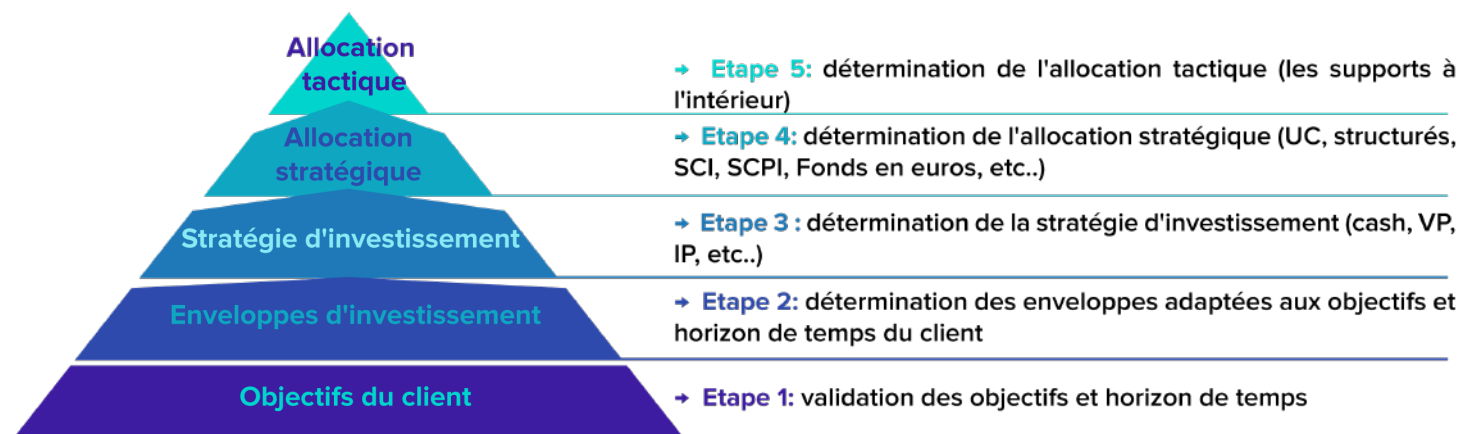 Allocation
tactique
→ Etape 5: détermination de l'allocation tactique (les supports à
l'intérieur)
Allocation
stratégique
→ Etape 4: détermination de l'allocation stratégique (UC, structurés,
SCI, SCPI, Fonds en euros, etc..)
Stratégie d'investissement
→ Etape 3 : détermination de la stratégie d'investissement (cash, VP,
IP, etc..)
Enveloppes d'investissement
→ Etape 2: détermination des enveloppes adaptées aux objectifs et
horizon de temps du client
Objectifs du client
→ Etape 1: validation des objectifs et horizon de temps